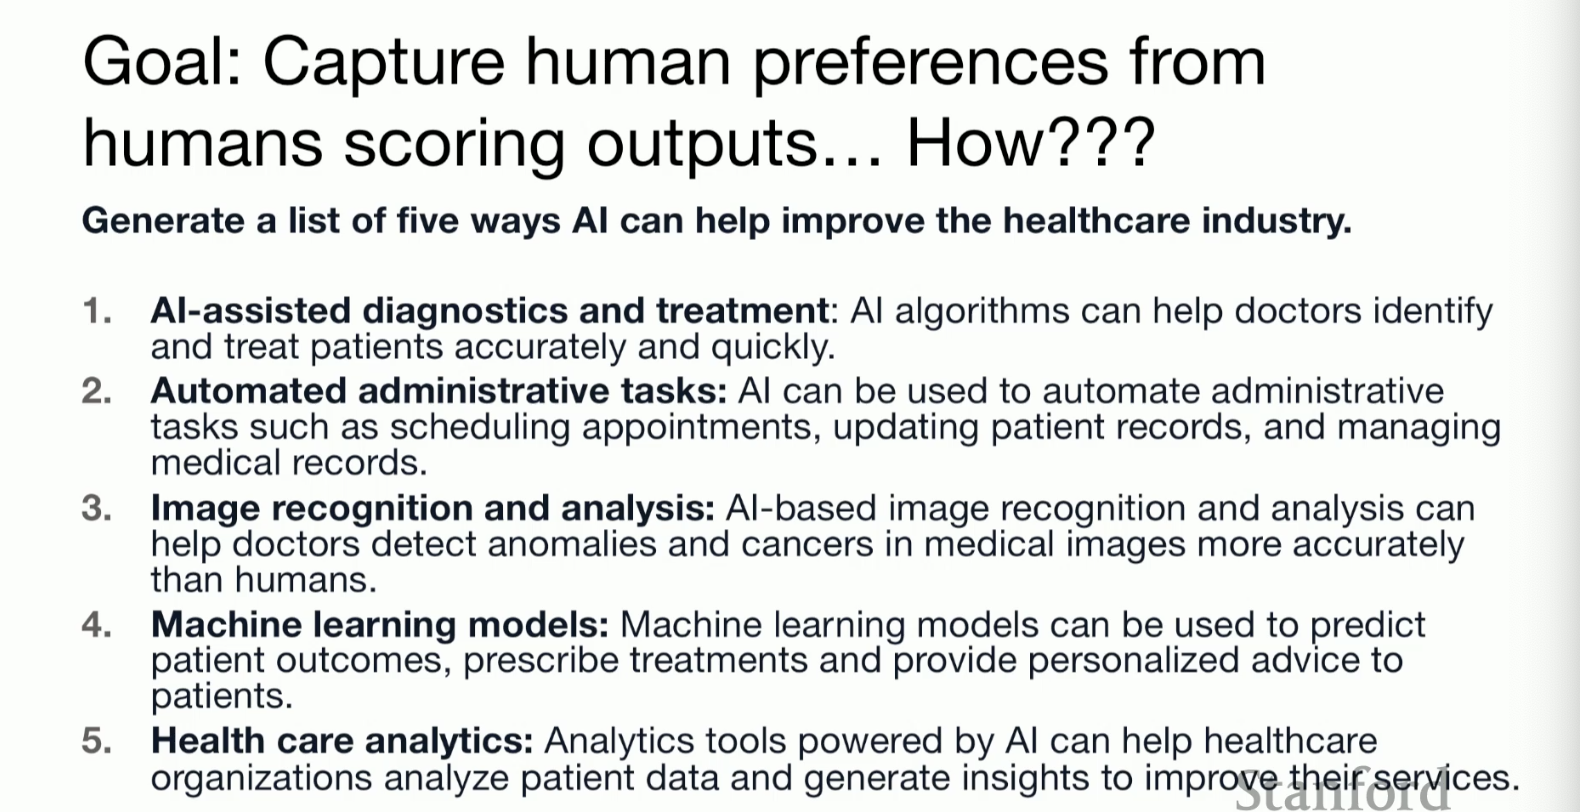 Goal: Capture human preferences from
humans scoring outputs... How???
Generate a list of five ways AI can help improve the healthcare industry.
1. AI-assisted diagnostics and treatment: AI algorithms can help doctors identify
and treat patients accurately and quickly.
2. Automated administrative tasks: AI can be used to automate administrative
tasks such as scheduling appointments, updating patient records, and managing
medical records.
3. Image recognition and analysis: AI-based image recognition and analysis can
help doctors detect anomalies and cancers in medical images more accurately
than humans.
4. Machine learning models: Machine learning models can be used to predict
patient outcomes, prescribe treatments and provide personalized advice to
patients.
5. Health care analytics: Analytics tools powered by AI can help healthcare
organizations analyze patient data and generate insights to improve their services.
Stanford